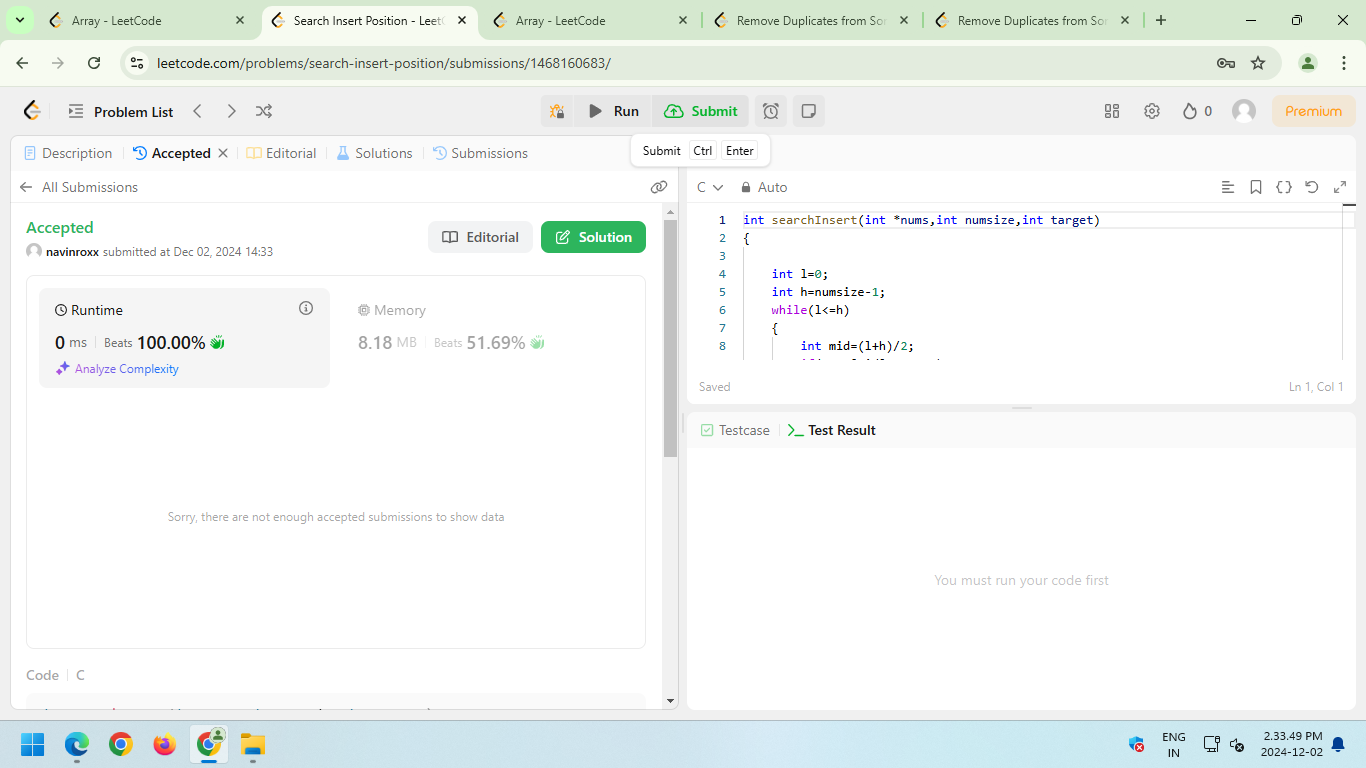 Array - LeetCode
Search Insert Position - Leet
Array - LeetCode
Remove Duplicates from Sor
Remove Duplicates from Sor
leetcode.com/problems/search-insert-position/submissions/1468160683/
Problem List
Run
Submit
0
Premium
Description
Accepted
Editorial
Solutions
Submissions
Submit Ctrl Enter
All Submissions
C
Auto
Accepted
navinroxx submitted at Dec 02, 2024 14:33
Editorial
Solution
Runtime
0 ms Beats 100.00%
Analyze Complexity
Memory
8.18 MB Beats 51.69%
Sorry, there are not enough accepted submissions to show data
Code C
1 int searchInsert(int *nums,int numsize,int target)
2 {
3
4 int l=0;
5 int h=numsize-1;
6 while(l<=h)
7 {
8 int mid=(l+h)/2;
Saved
Ln 1, Col 1
Testcase
Test Result
You must run your code first
ENG
IN
2.33.49 PM
2024-12-02